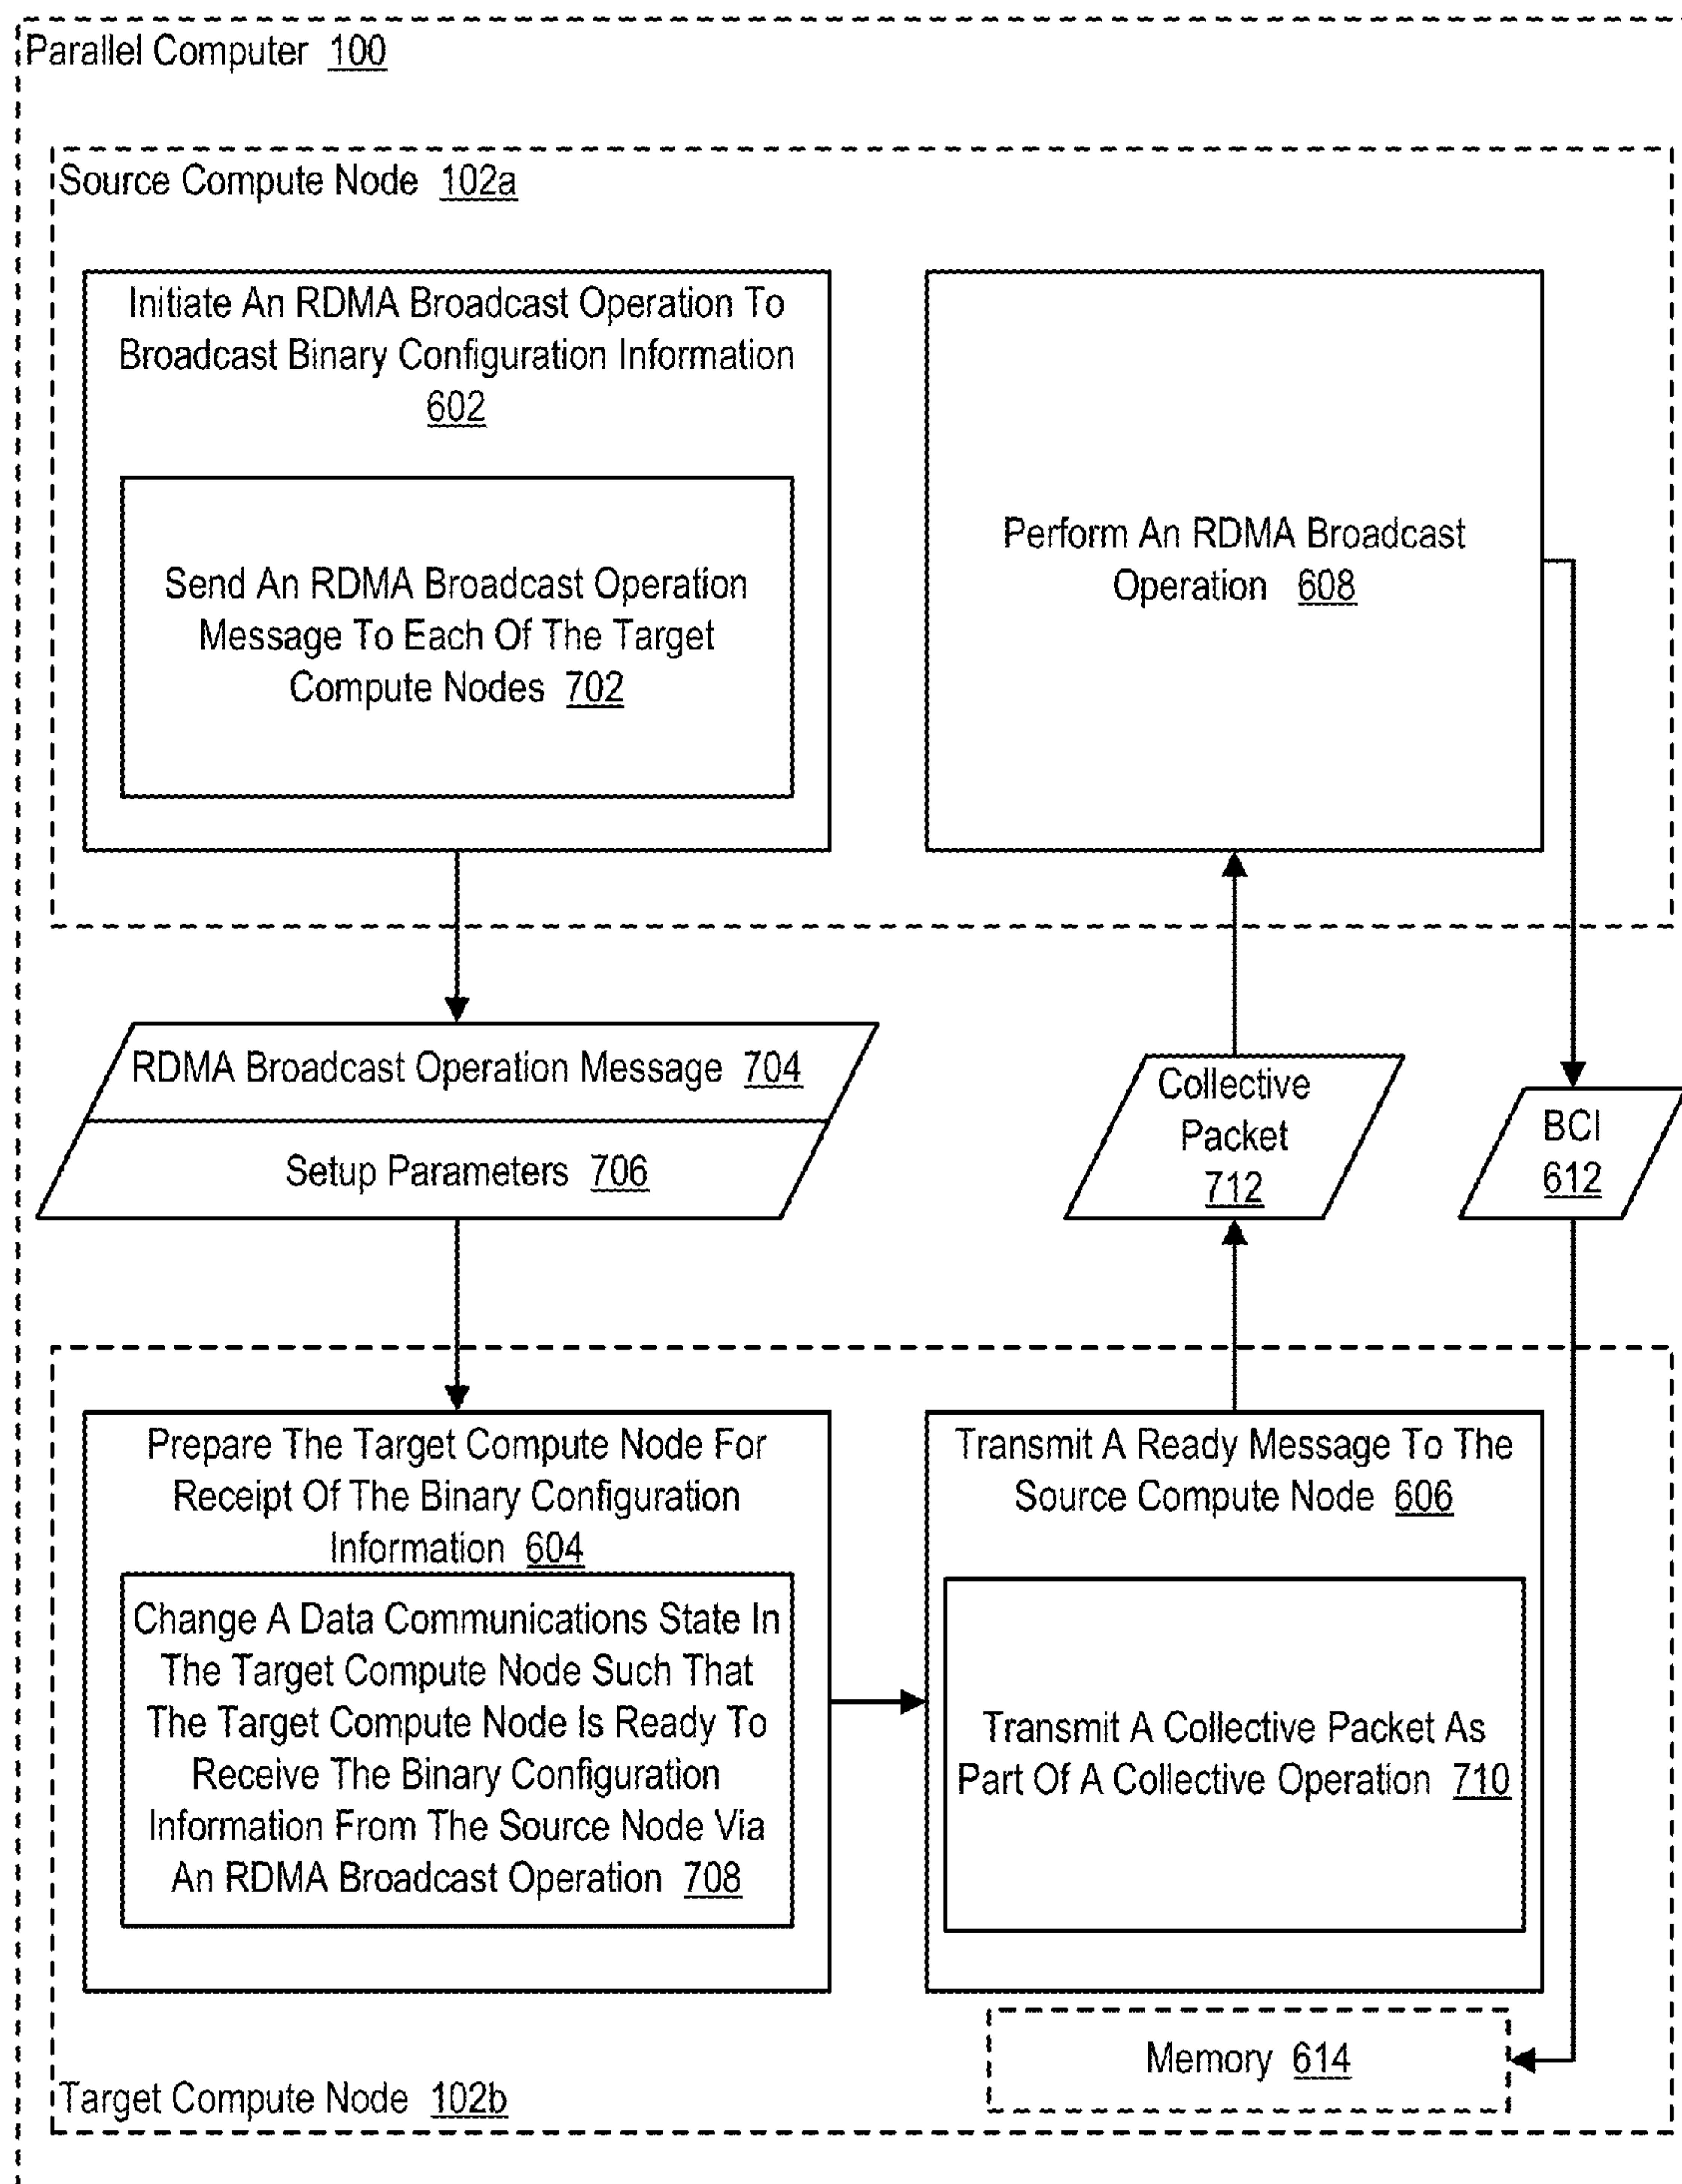 Parallel Computer 100
Source Compute Node 102a
Initiate An RDMA Broadcast Operation To
Broadcast Binary Configuration Information
602
Send An RDMA Broadcast Operation
Message To Each Of The Target
Compute Nodes 702
Perform An RDMA Broadcast
Operation 608
RDMA Broadcast Operation Message 704
Setup Parameters 706
Collective
Packet
712
BCI
612
Prepare The Target Compute Node For
Receipt Of The Binary Configuration
Information 604
Change A Data Communications State In
The Target Compute Node Such That
The Target Compute Node Is Ready To
Receive The Binary Configuration
Information From The Source Node Via
An RDMA Broadcast Operation 708
Transmit A Ready Message To The
Source Compute Node 606
Transmit A Collective Packet As
Part Of A Collective Operation 710
Memory 614
Target Compute Node 102b